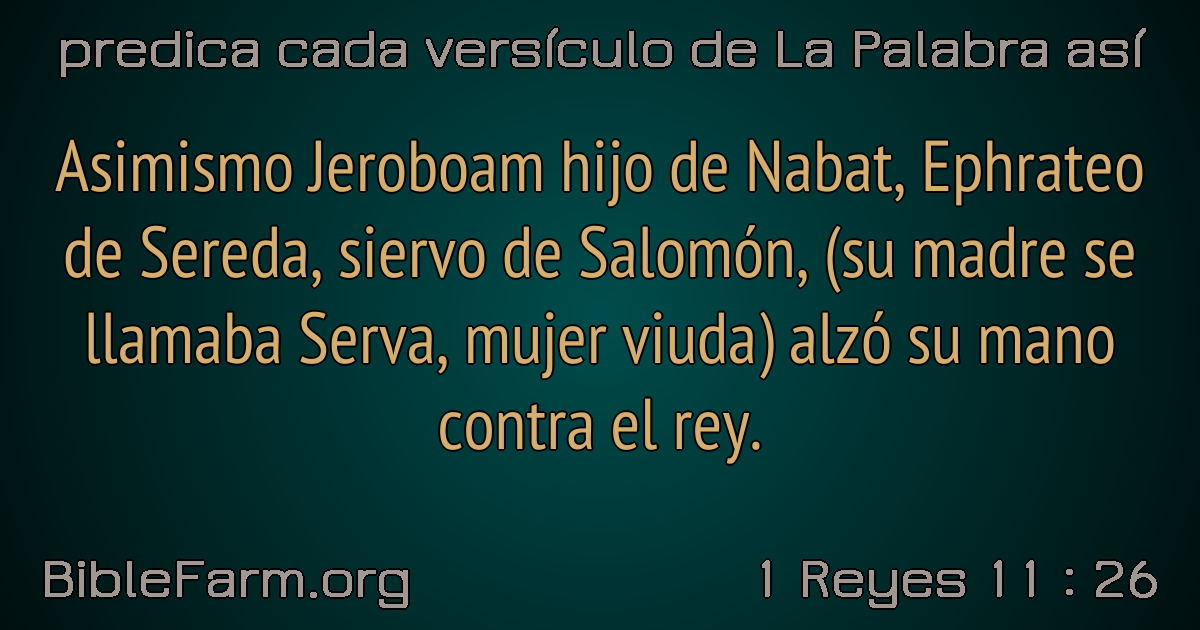 predica cada versículo de La Palabra así
Asimismo Jeroboam hijo de Nabat, Ephrateo
de Sereda, siervo de Salomón, (su madre se
llamaba Serva, mujer viuda) alzó su mano
contra el rey.
BibleFarm.org
1 Reyes 11 : 26